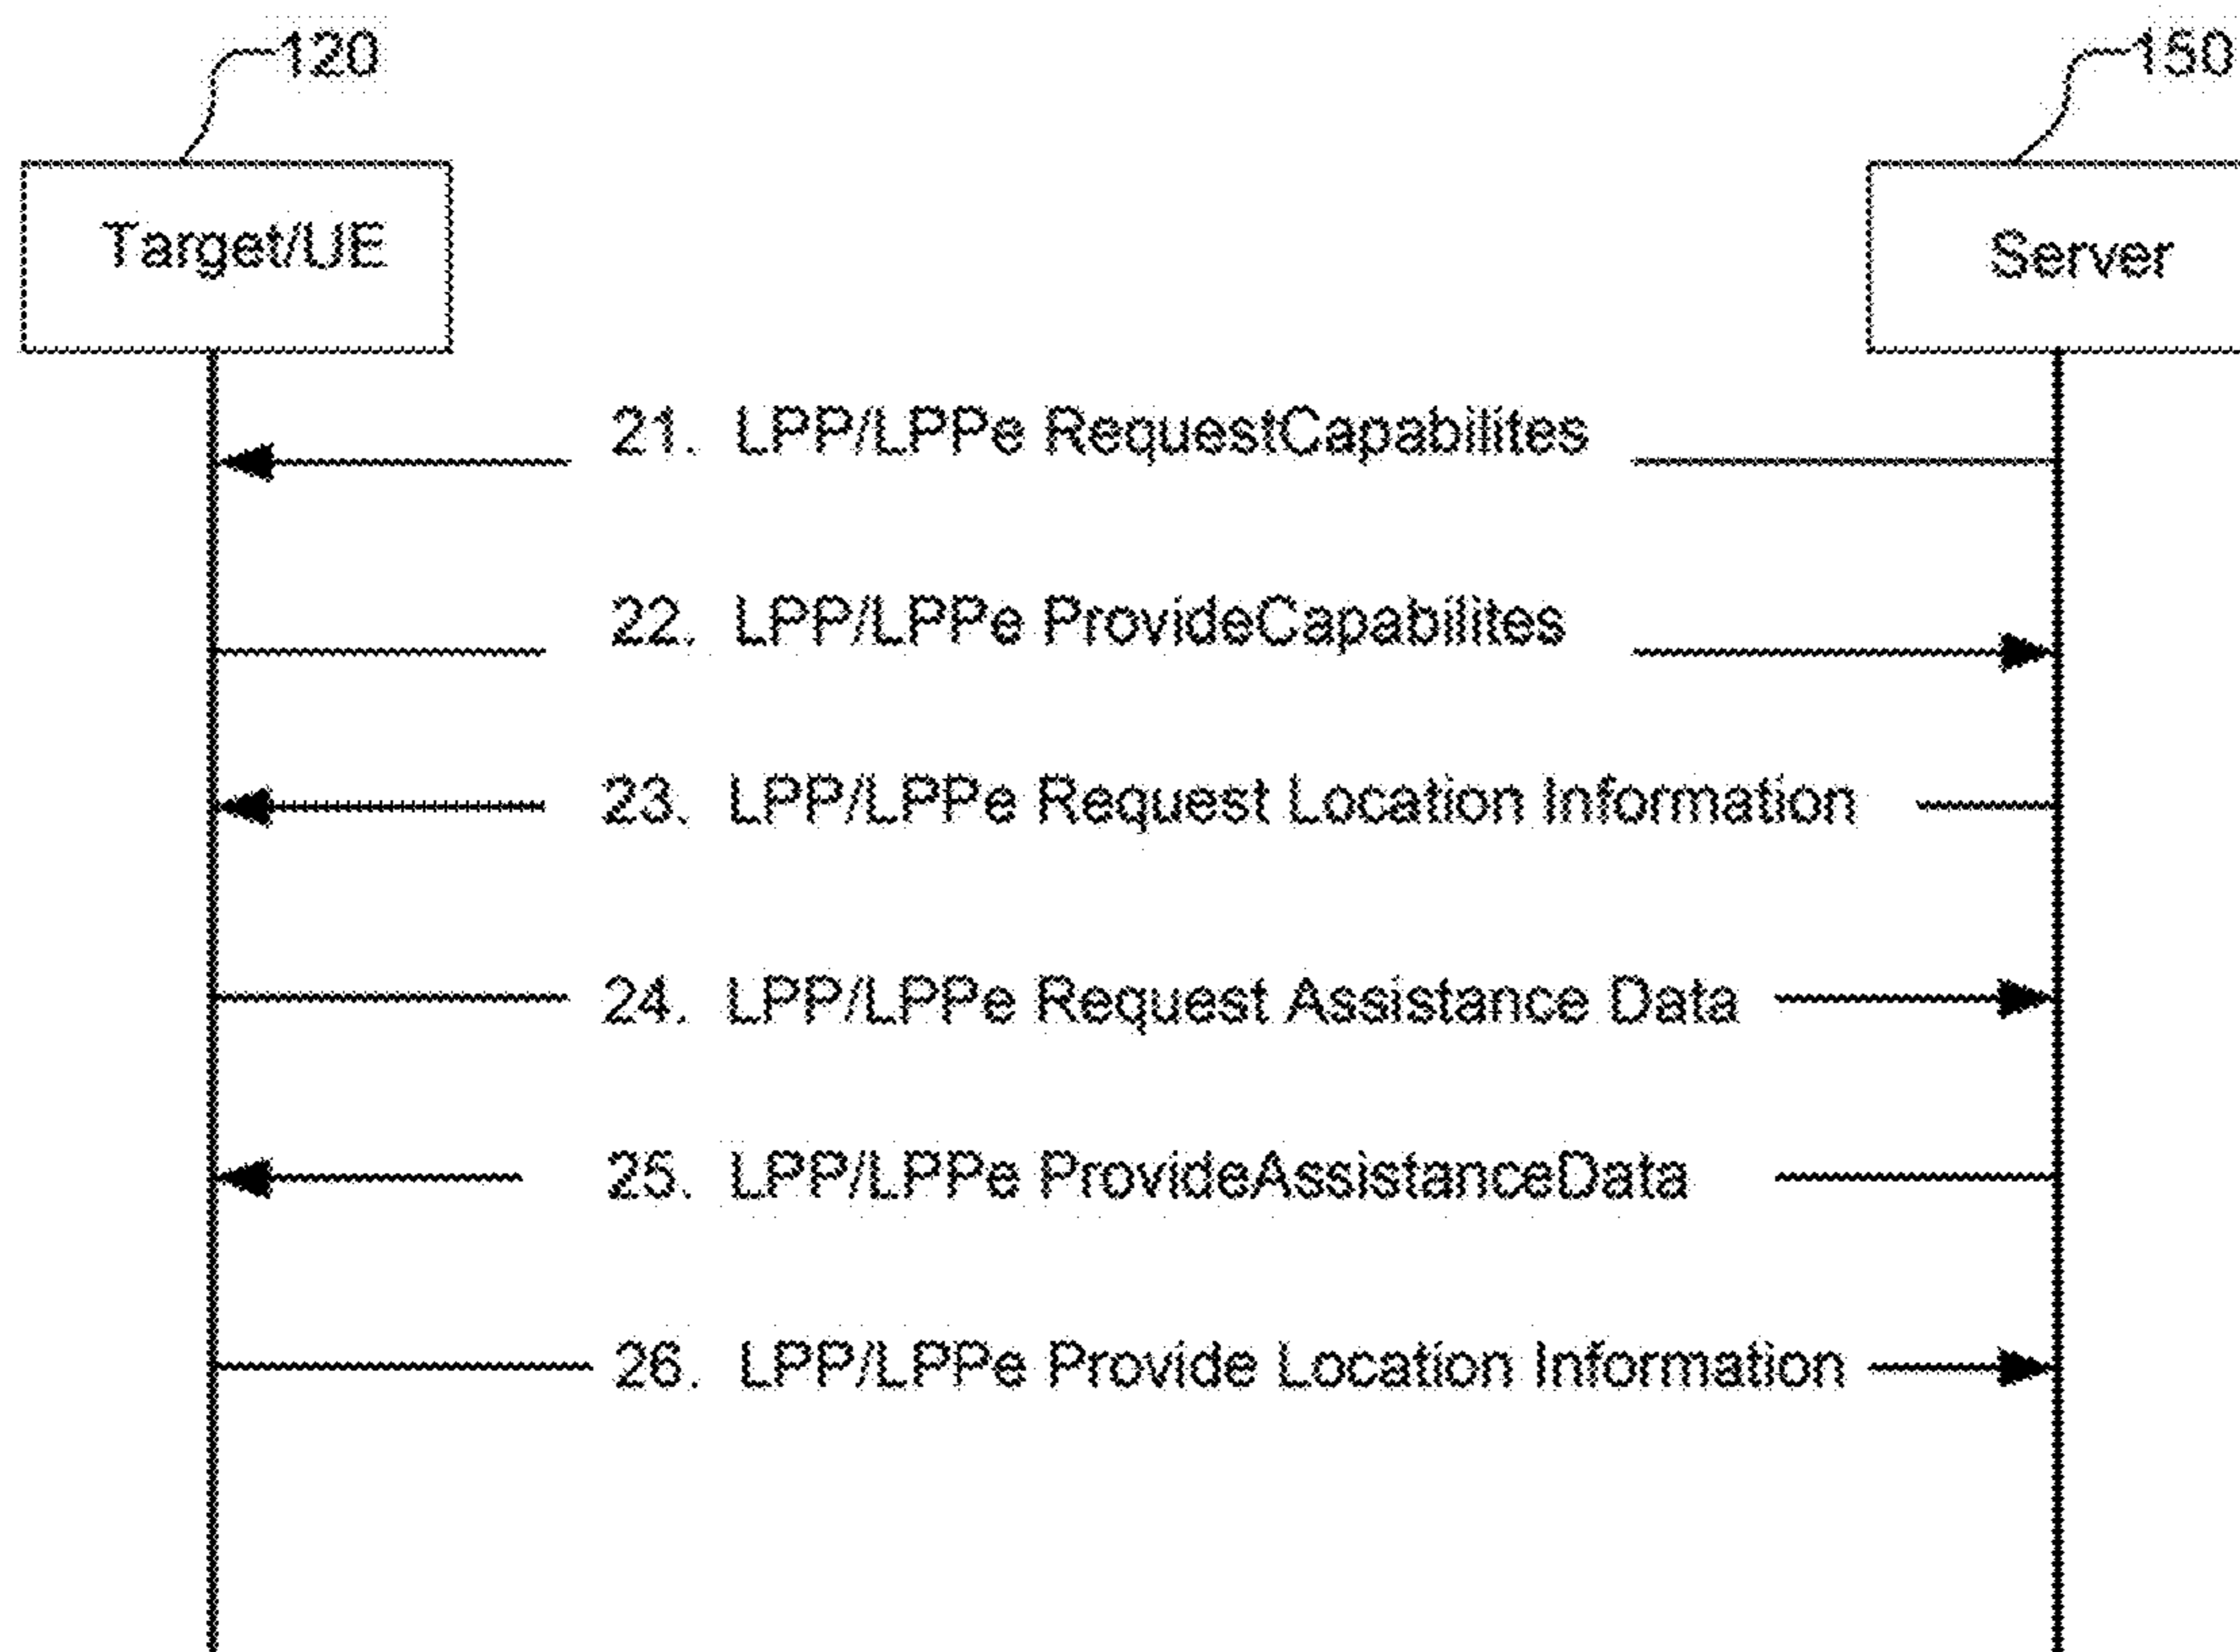 120
150
Target/UE
Server
21. LPP/LPPe RequestCapabilites
22. LPP/LPPe ProvideCapabilites
23. LPP/LPPe Request Location Information
24. LPP/LPPe Request Assistance Data
25. LPP/LPPe ProvideAssistanceData
26. LPP/LPPe Provide Location Information